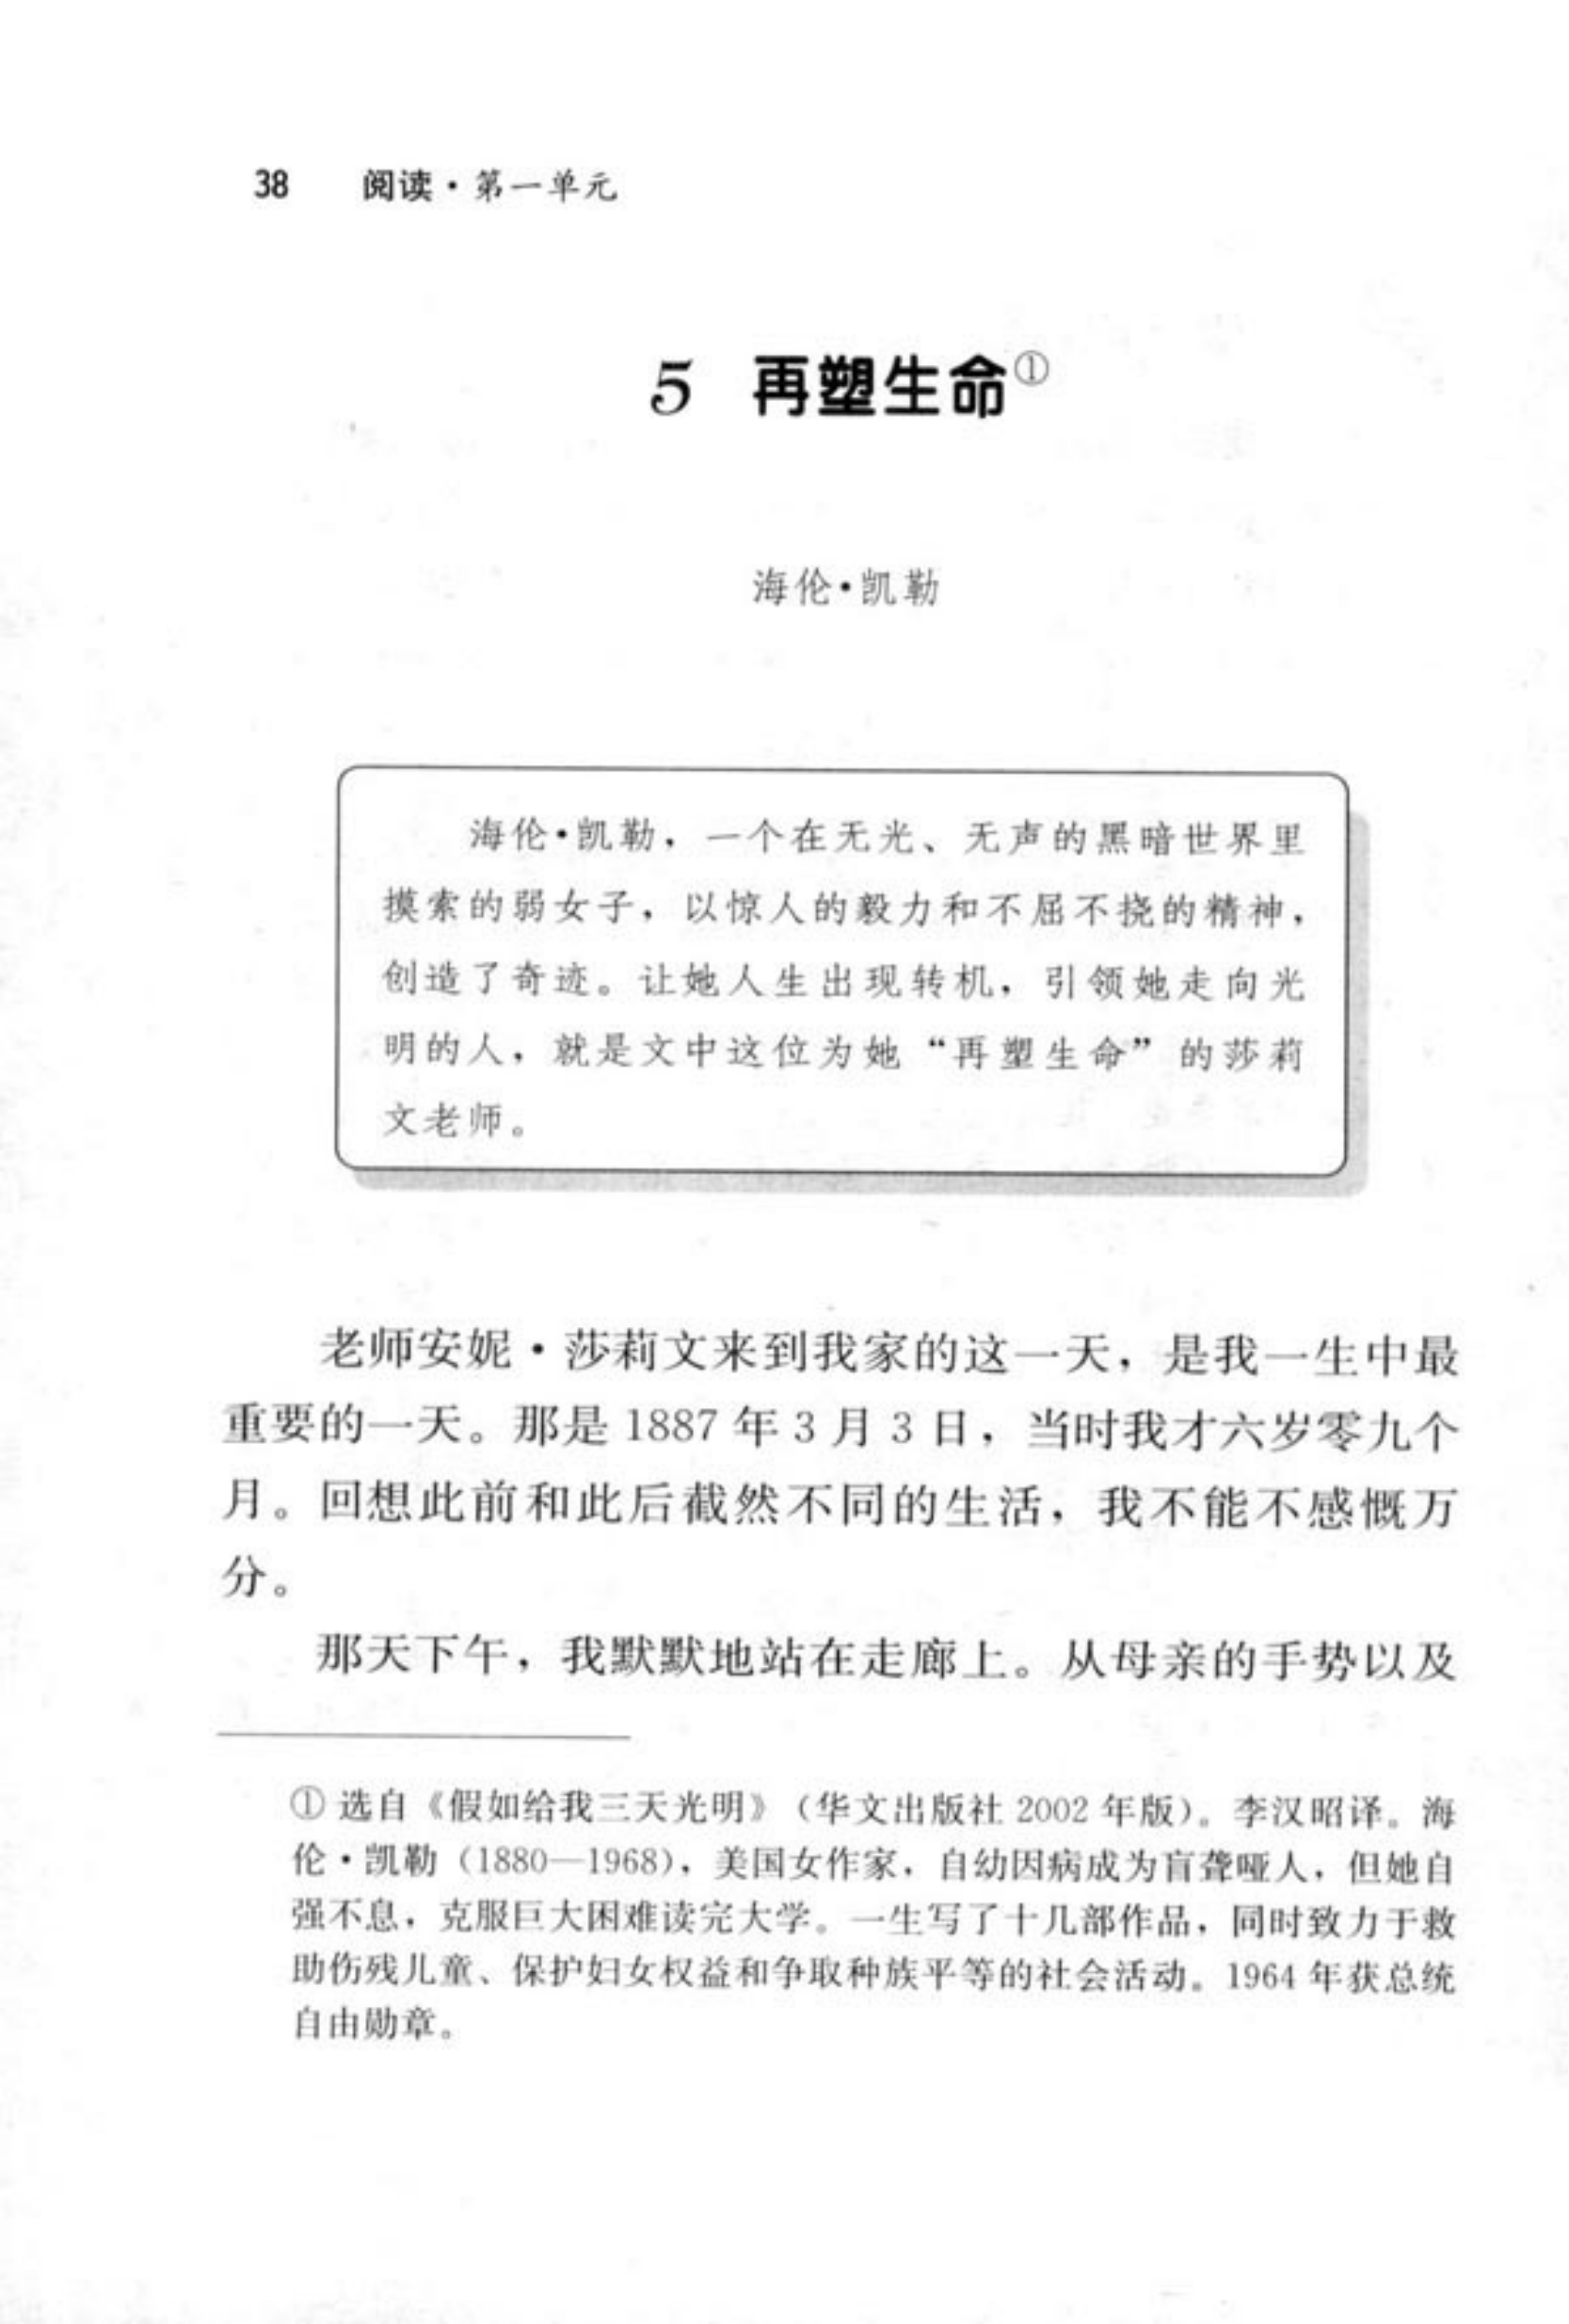 38 阅读·第一单元
5 再塑生命①
海伦·凯勒
海伦·凯勒，一个在无光、无声的黑暗世界里
摸索的弱女子，以惊人的毅力和不屈不挠的精神，
创造了奇迹。让她人生出现转机，引领她走向光
明的人，就是文中这位为她“再塑生命”的莎莉
文老师。
老师安妮·莎莉文来到我家的这一天，是我一生中最
重要的一天。那是 1887 年 3 月 3 日，当时我才六岁零九个
月。回想此前和此后截然不同的生活，我不能不感慨万
分。
那天下午，我默默地站在走廊上。从母亲的手势以及
① 选自《假如给我三天光明》（华文出版社 2002 年版）。李汉昭译。海
伦·凯勒（1880—1968），美国女作家，自幼因病成为盲聋哑人，但她自
强不息，克服巨大困难读完大学。一生写了十几部作品，同时致力于救
助伤残儿童、保护妇女权益和争取种族平等的社会活动。1964 年获总统
自由勋章。